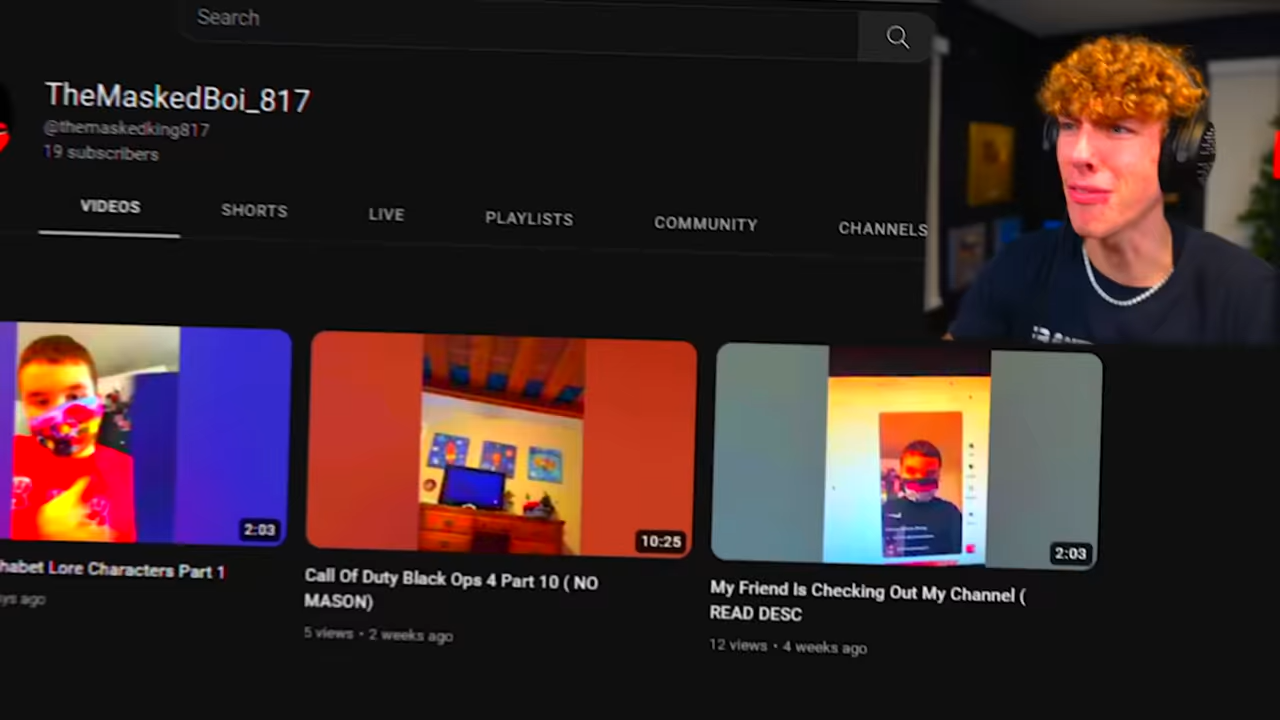 Search
TheMaskedBoi_817
@themaskedking817
19 subscribers
VIDEOS SHORTS LIVE PLAYLISTS COMMUNITY CHANNELS
2:03
10:25
2:03
habet Lore Characters Part 1
ys ago
Call Of Duty Black Ops 4 Part 10 ( NO
MASON)
5 views • 2 weeks ago
My Friend Is Checking Out My Channel (
READ DESC
12 views • 4 weeks ago